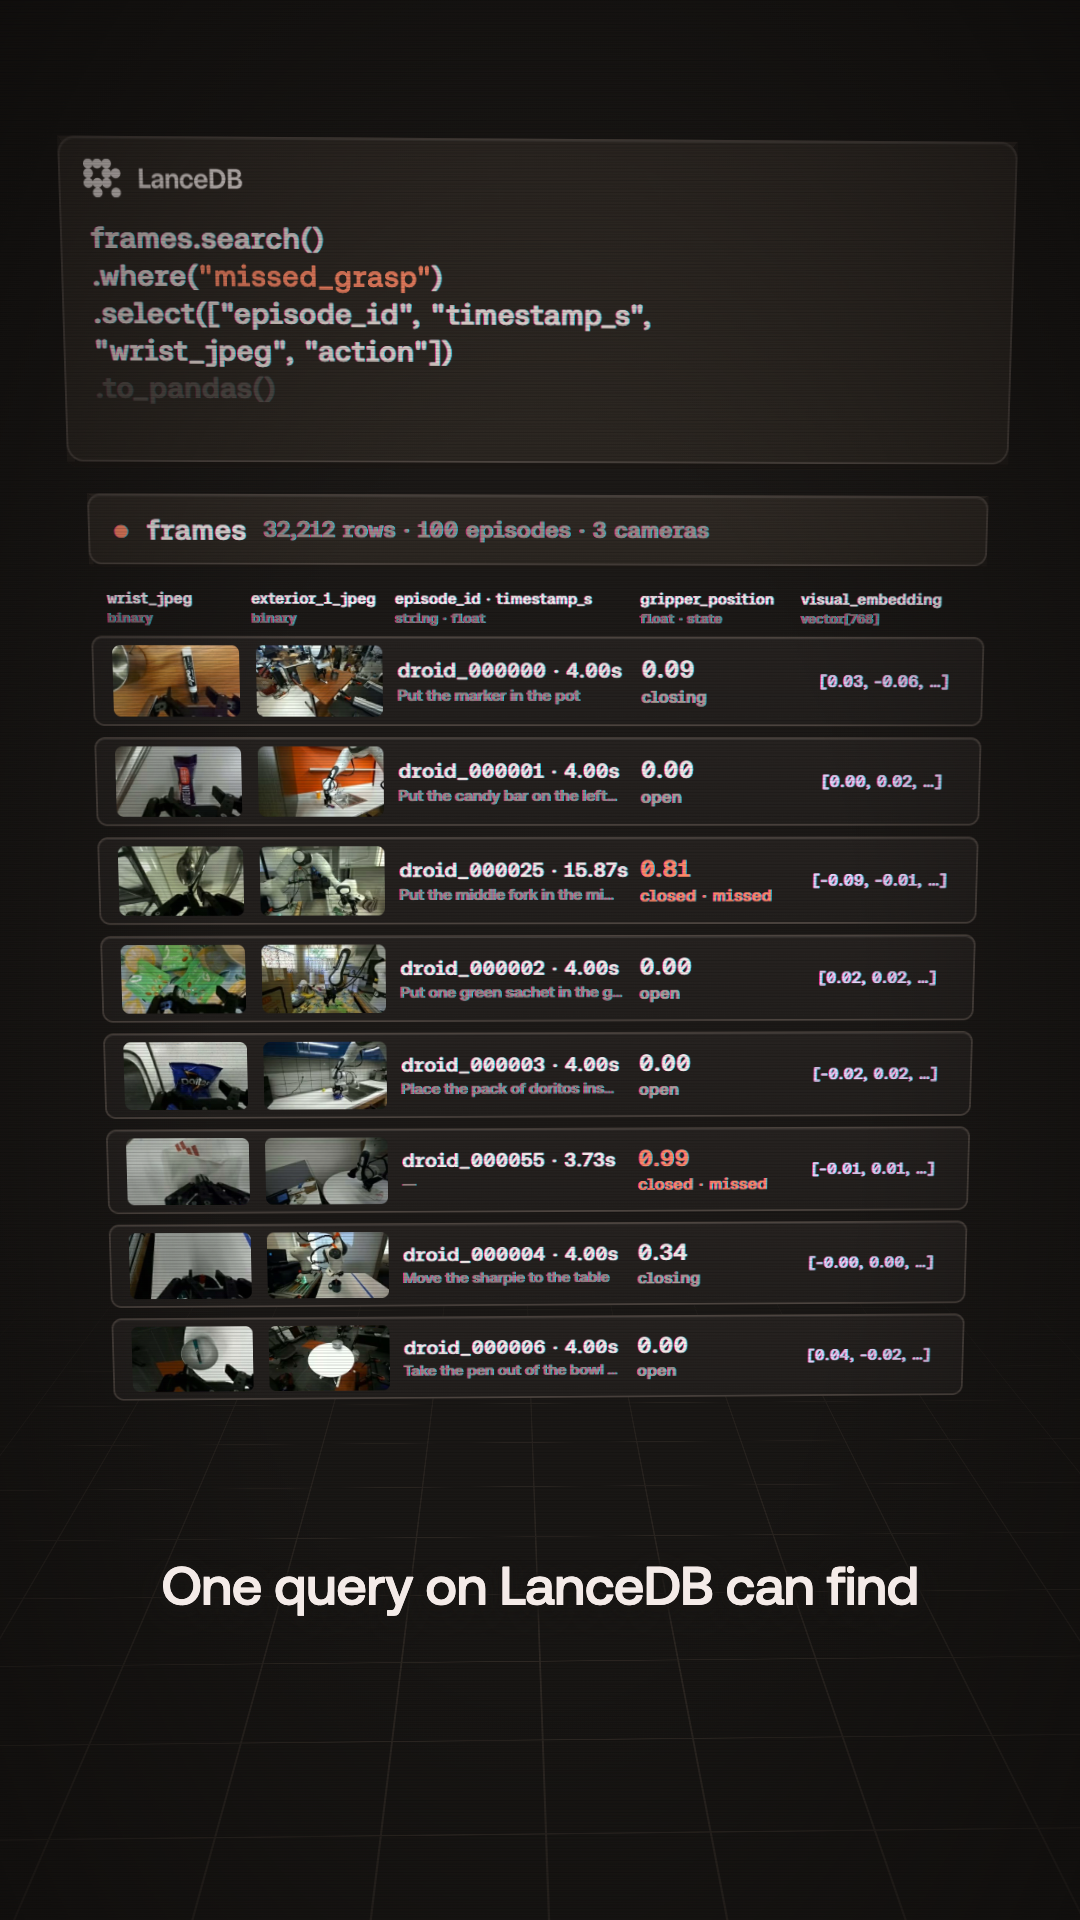 LanceDB
frames.search()
.where("missed_grasp")
.select(["episode_id", "timestamp_s",
"wrist_jpeg", "action"])
.to_pandas()
frames 32,212 rows · 100 episodes · 3 cameras
wrist_jpeg exterior_1_jpeg episode_id · timestamp_s gripper_position visual_embedding
binary binary string · float float · state vector[768]
droid_000000 · 4.00s 0.09 [0.03, -0.06, ...]
Put the marker in the pot closing
droid_000001 · 4.00s 0.00 [0.00, 0.02, ...]
Put the candy bar on the left... open
droid_000025 · 15.87s 0.81 [-0.09, -0.01, ...]
Put the middle fork in the mi... closed · missed
droid_000002 · 4.00s 0.00 [0.02, 0.02, ...]
Put one green sachet in the g... open
droid_000003 · 4.00s 0.00 [-0.02, 0.02, ...]
Place the pack of doritos ins... open
droid_000055 · 3.73s 0.99 [-0.01, 0.01, ...]
— closed · missed
droid_000004 · 4.00s 0.34 [-0.00, 0.00, ...]
Move the sharpie to the table closing
droid_000006 · 4.00s 0.00 [0.04, -0.02, ...]
Take the pen out of the bowl ... open
One query on LanceDB can find